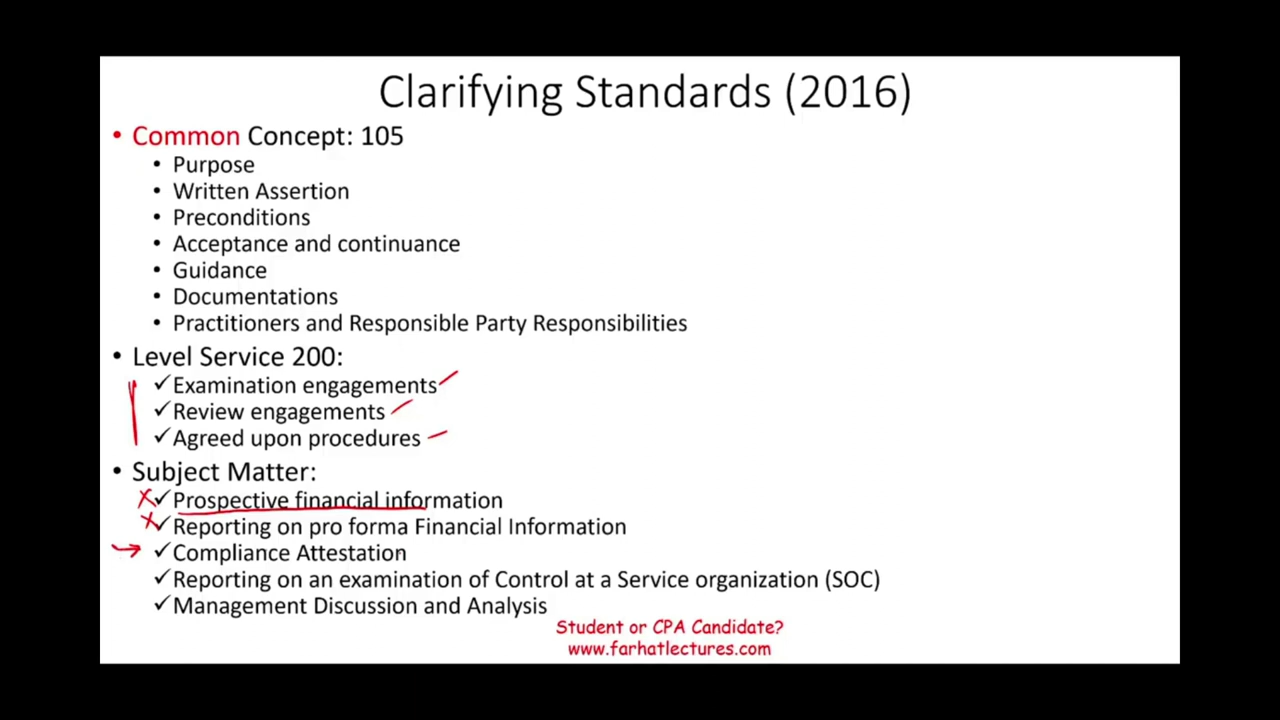 Clarifying Standards (2016)
• Common Concept: 105
• Purpose
• Written Assertion
• Preconditions
• Acceptance and continuance
• Guidance
• Documentations
• Practitioners and Responsible Party Responsibilities
• Level Service 200:
✓Examination engagements
✓Review engagements
✓Agreed upon procedures
• Subject Matter:
✓Prospective financial information
✓Reporting on pro forma Financial Information
✓Compliance Attestation
✓Reporting on an examination of Control at a Service organization (SOC)
✓Management Discussion and Analysis
Student or CPA Candidate?
www.farhatlectures.com